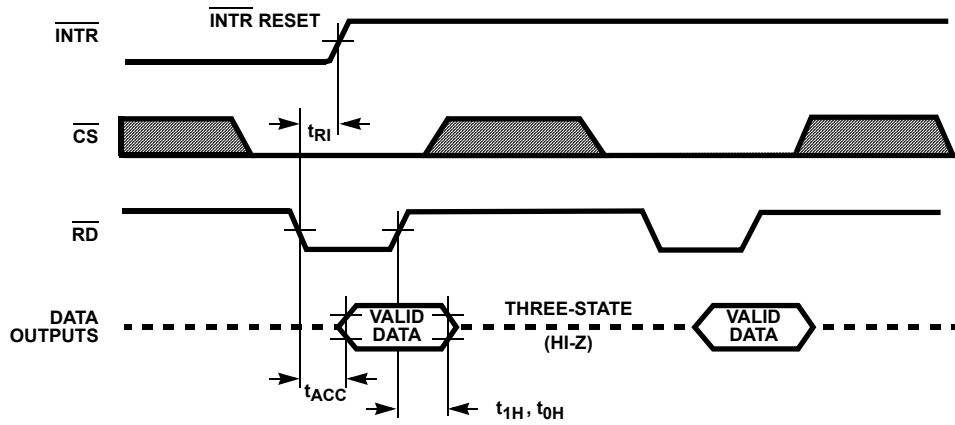 INTR RESET
INTR
tRI
CS
RD
DATA
OUTPUTS
VALID
DATA
THREE-STATE
(HI-Z)
VALID
DATA
tACC
t1H , t0H